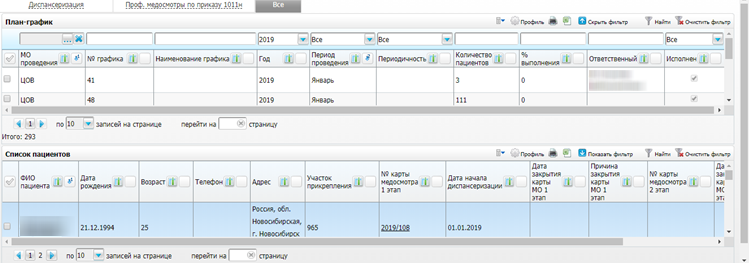 Диспансеризация Проф. медосмотры по приказу 1011н Все
План-график Профиль Скрыть фильтр Найти Очистить фильтр
... 2019 Все Все Все
МО проведения № графика Наименование графика Год Период проведения Периодичность Количество пациентов % выполнения Ответственный Исполнен
ЦОВ 41 2019 Январь 3 0
ЦОВ 48 2019 Январь 111 0
1 по 10 записей на странице перейти на страницу
Итого: 293
Список пациентов Профиль Показать фильтр Найти Очистить фильтр
ФИО пациента Дата рождения Возраст Телефон Адрес Участок прикрепления № карты медосмотра 1 этап Дата начала диспансеризации Дата закрытия карты МО 1 этап Причина закрытия карты МО 1 этап № карты медосмотра 2 этап
21.12.1994 25 Россия, обл. Новосибирская, г. Новосибирск 965 2019/108 01.01.2019
1 2 по 10 записей на странице перейти на страницу